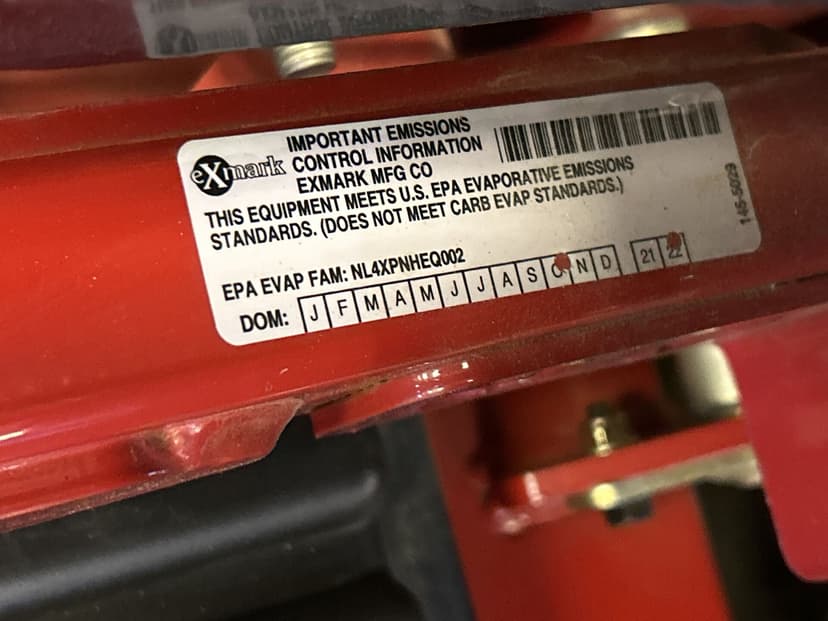 eXmark
IMPORTANT EMISSIONS
CONTROL INFORMATION
EXMARK MFG CO
THIS EQUIPMENT MEETS U.S. EPA EVAPORATIVE EMISSIONS
STANDARDS. (DOES NOT MEET CARB EVAP STANDARDS.)
EPA EVAP FAM: NL4XPNHEQ002
DOM: J F M A M J J A S O N D 21 22
145-5029